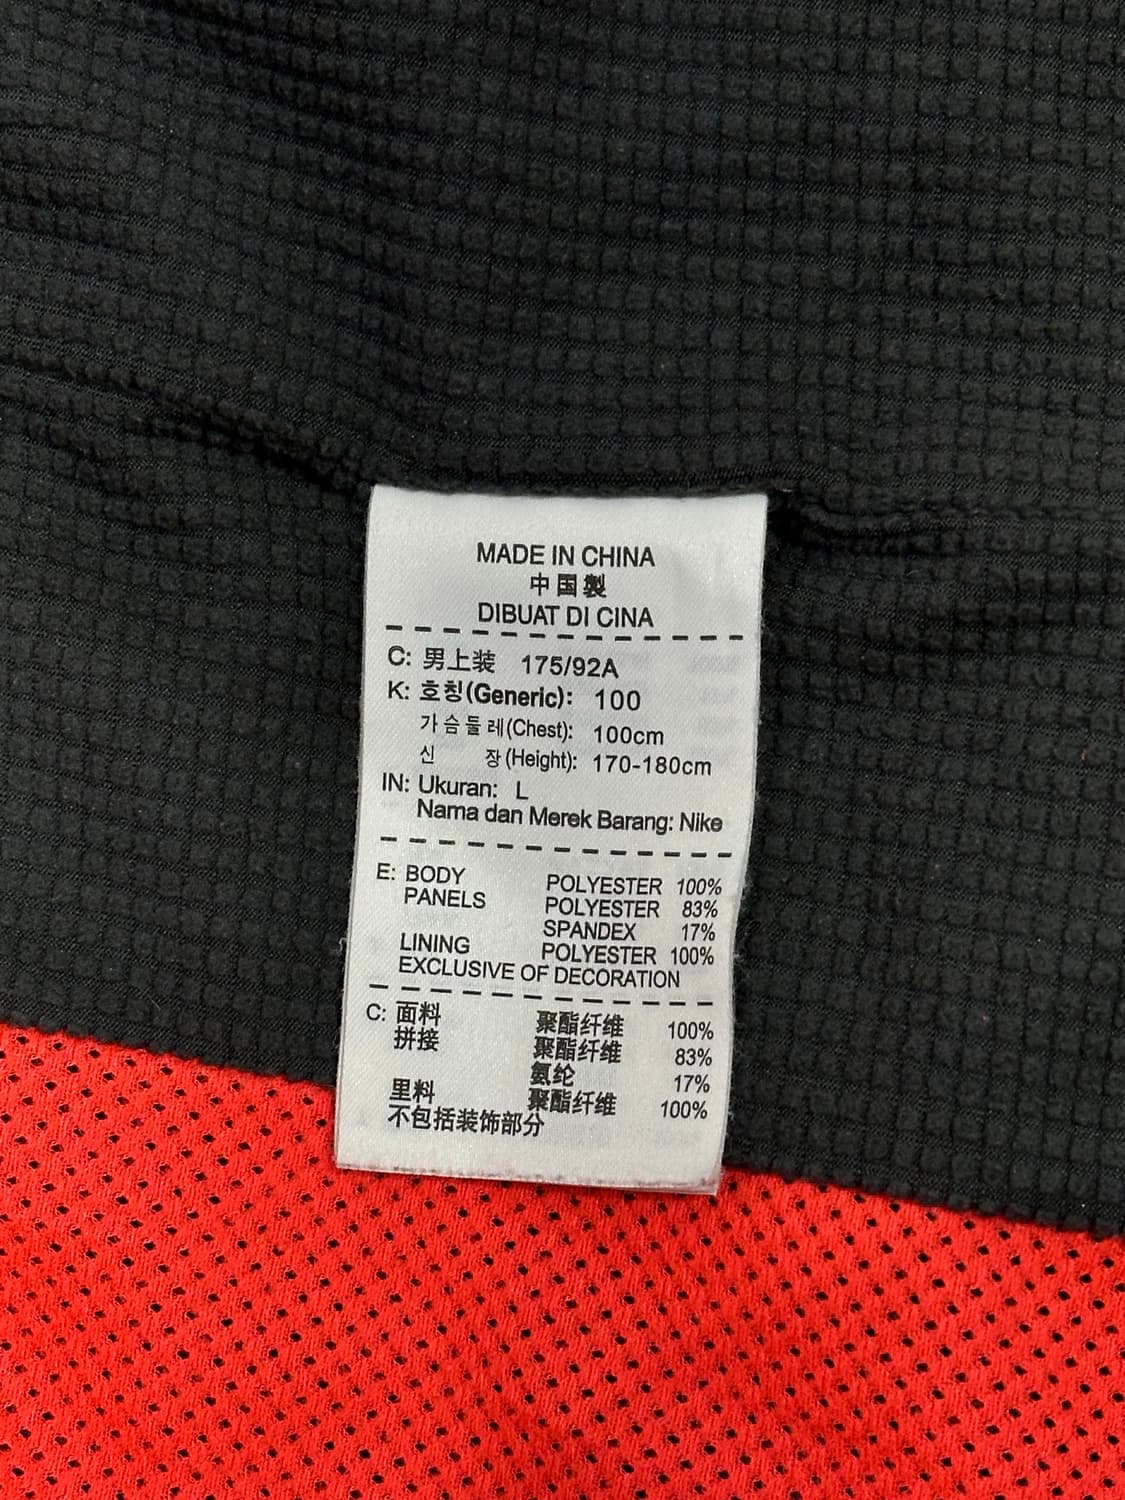 MADE IN CHINA
中国製
DIBUAT DI CINA
C: 男上装 175/92A
K: 호칭(Generic): 100
가슴둘레(Chest): 100cm
신 장(Height): 170-180cm
IN: Ukuran: L
Nama dan Merek Barang: Nike
E: BODY POLYESTER 100%
PANELS POLYESTER 83%
SPANDEX 17%
LINING POLYESTER 100%
EXCLUSIVE OF DECORATION
C: 面料 聚酯纤维 100%
拼接 聚酯纤维 83%
氨纶 17%
里料 聚酯纤维 100%
不包括装饰部分